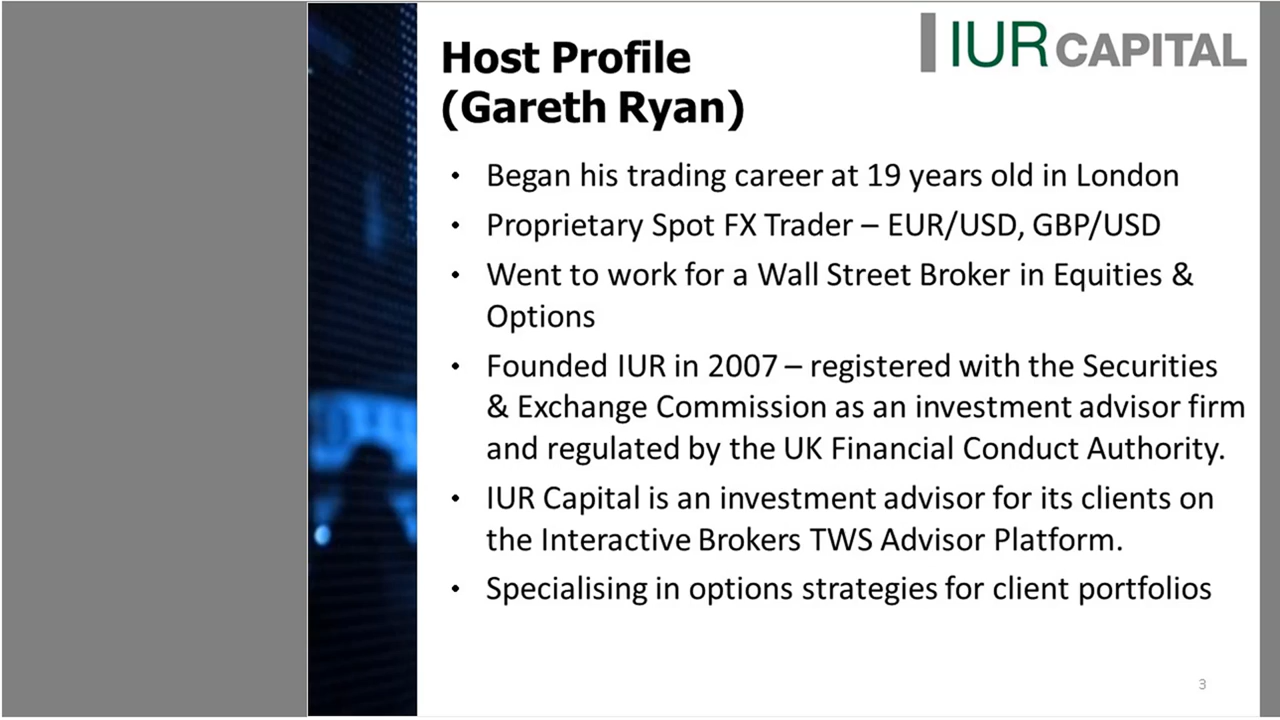 IUR CAPITAL
Host Profile
(Gareth Ryan)
• Began his trading career at 19 years old in London
• Proprietary Spot FX Trader – EUR/USD, GBP/USD
• Went to work for a Wall Street Broker in Equities &
Options
• Founded IUR in 2007 – registered with the Securities
& Exchange Commission as an investment advisor firm
and regulated by the UK Financial Conduct Authority.
• IUR Capital is an investment advisor for its clients on
the Interactive Brokers TWS Advisor Platform.
• Specialising in options strategies for client portfolios
3